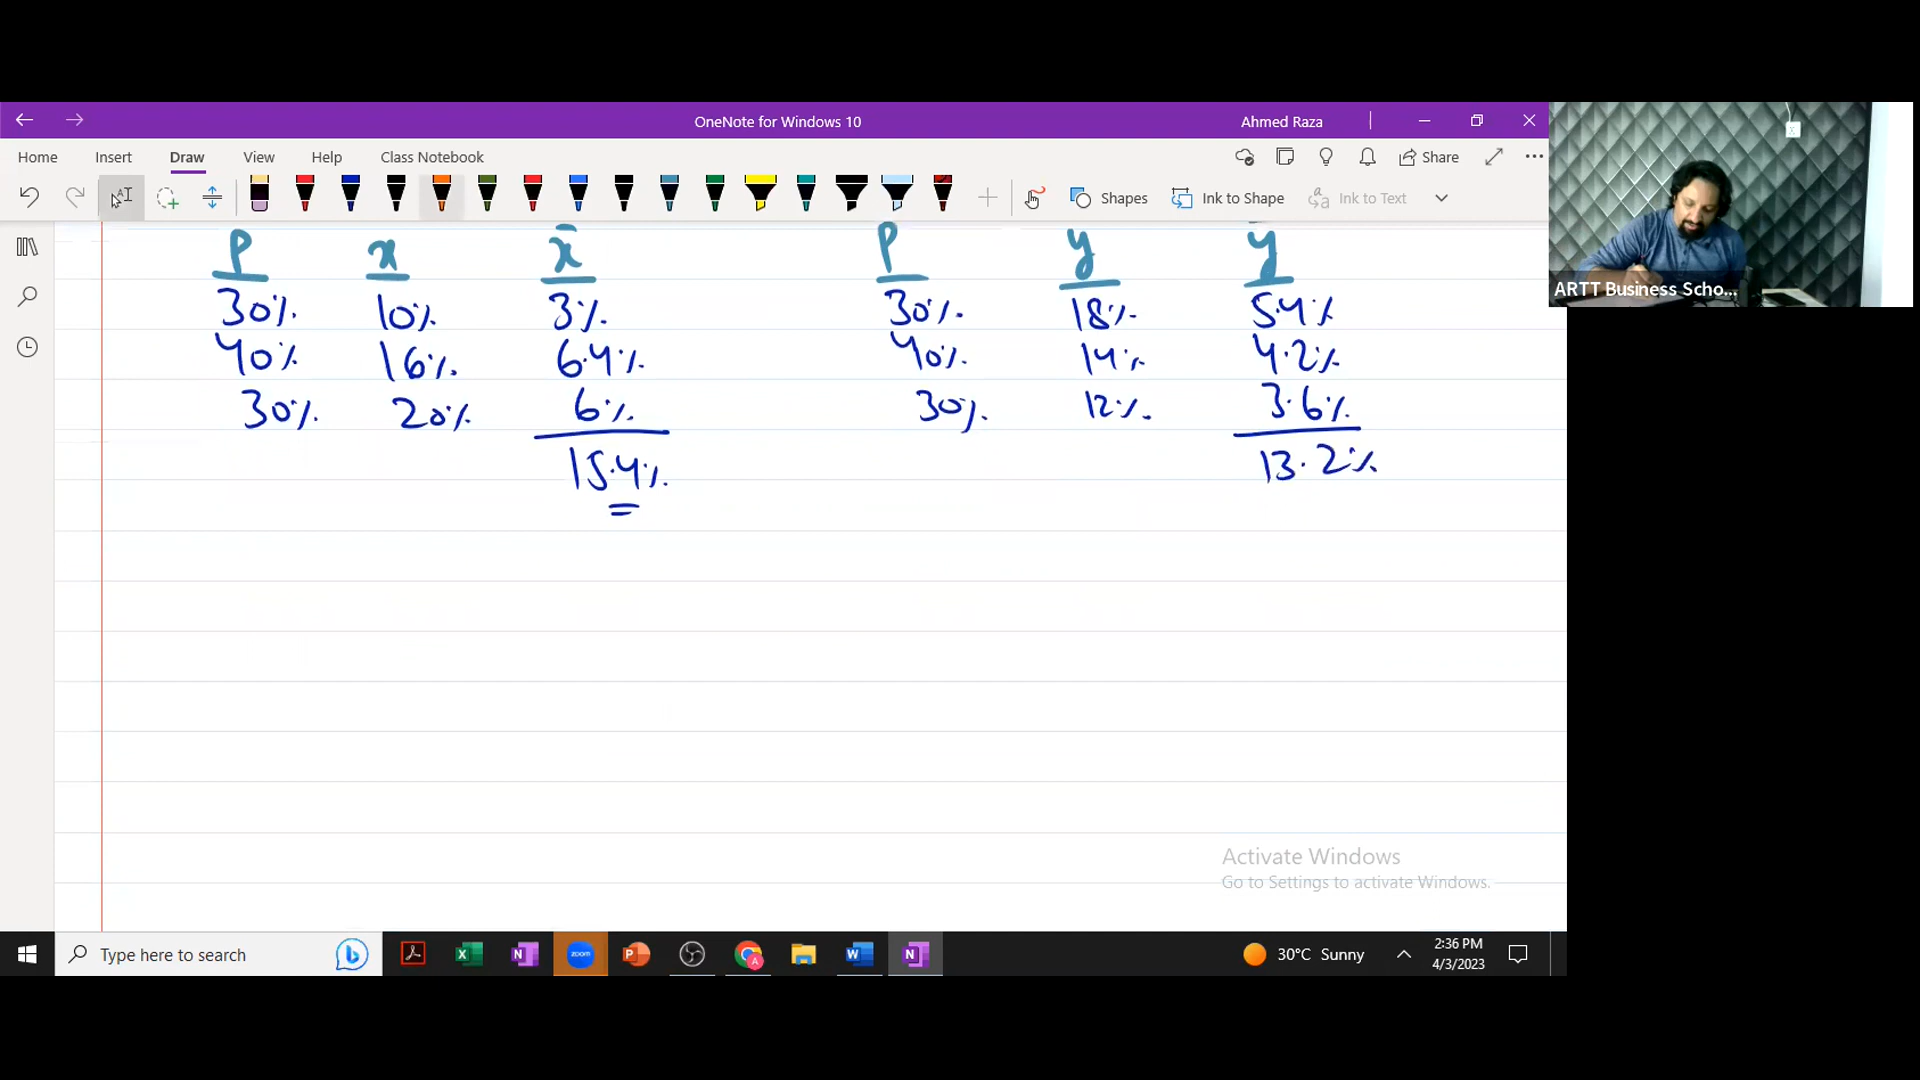 OneNote for Windows 10
Ahmed Raza
Home Insert Draw View Help Class Notebook
Share
Shapes Ink to Shape Ink to Text
ARTT Business Scho...
P x x̄ P y y
30% 10% 3% 30% 18% 5.4%
40% 16% 6.4% 40% 14% 4.2%
30% 20% 6% 30% 12% 3.6%
15.4% 13.2%
Activate Windows
Go to Settings to activate Windows.
Type here to search
zoom
30°C Sunny
2:36 PM
4/3/2023